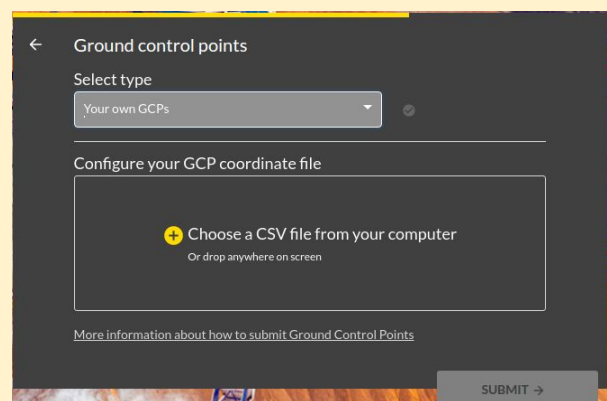 Ground control points
Select type
Your own GCPs
Configure your GCP coordinate file
Choose a CSV file from your computer
Or drop anywhere on screen
More information about how to submit Ground Control Points
SUBMIT →